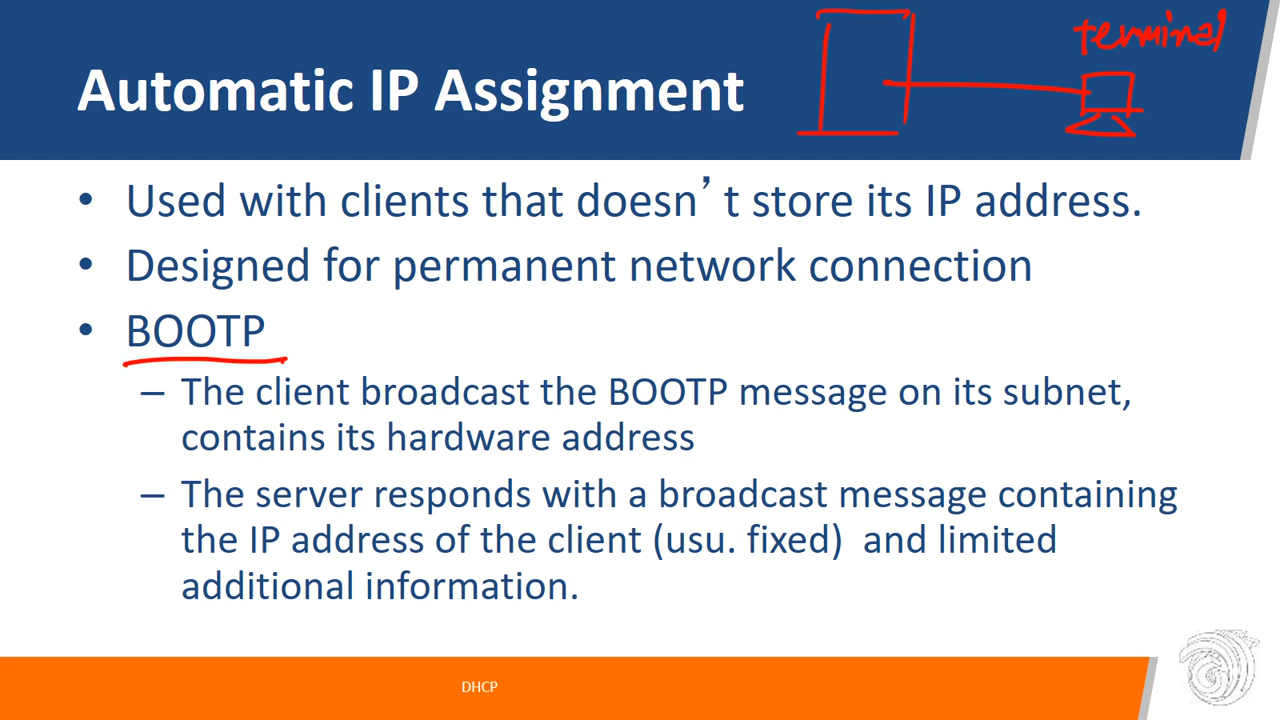 terminal
Automatic IP Assignment
• Used with clients that doesn’t store its IP address.
• Designed for permanent network connection
• BOOTP
– The client broadcast the BOOTP message on its subnet,
contains its hardware address
– The server responds with a broadcast message containing
the IP address of the client (usu. fixed) and limited
additional information.
DHCP